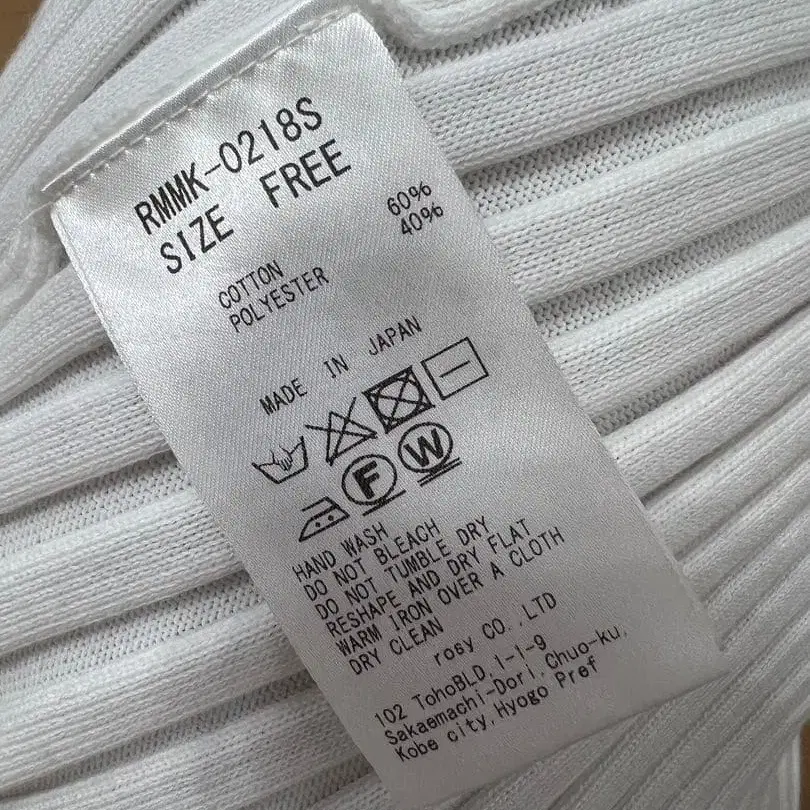 RMMK-0218S
SIZE FREE
COTTON 60%
POLYESTER 40%
MADE IN JAPAN
F W
HAND WASH
DO NOT BLEACH
DO NOT TUMBLE DRY
RESHAPE AND DRY FLAT
WARM IRON OVER A CLOTH
DRY CLEAN
rosy CO.,LTD
102 TohoBLD, 1-1-9
Sakaemachi-Dori, Chuo-ku,
Kobe city, Hyogo Pref